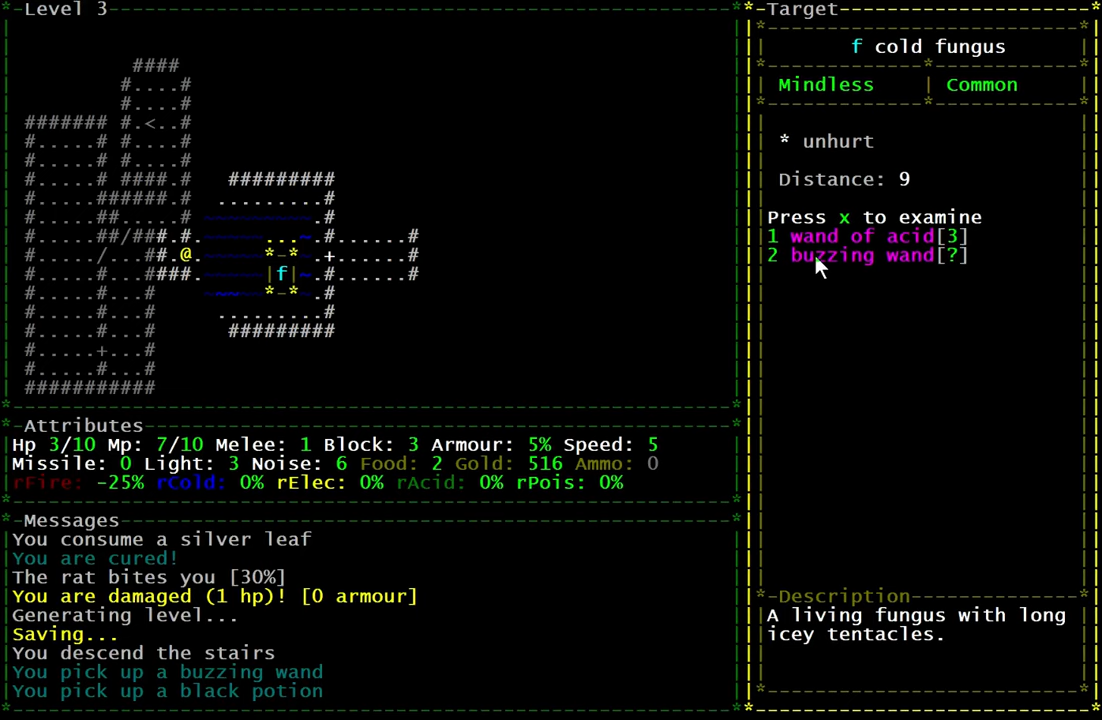 Level 3
####
#....#
#....#
####### #.<..#
#.....# #....#
#.....# #....#
#.....# ####.# #########
#.....######.# ........#
#.....##.....# ~~~~~~~~~.#
#.....##/###.#. ~~~~~...~.#......#
#...../ #.@ ~~~~~*-*~.+......#
#.....#...####. ~~~~~|f|~.#......#
#.....#...# ~~~~~*-*~.#
#.....#...# .........#
#.....#...# #########
#.....+...#
#.....#...#
###########
Attributes
Hp 3/10 Mp: 7/10 Melee: 1 Block: 3 Armour: 5% Speed: 5
Missile: 0 Light: 3 Noise: 6 Food: 2 Gold: 516 Ammo: 0
rFire: -25% rCold: 0% rElec: 0% rAcid: 0% rPois: 0%
Messages
You consume a silver leaf
You are cured!
The rat bites you [30%]
You are damaged (1 hp)! [0 armour]
Generating level...
Saving...
You descend the stairs
You pick up a buzzing wand
You pick up a black potion
Target
f cold fungus
Mindless | Common
* unhurt
Distance: 9
Press x to examine
1 wand of acid[3]
2 buzzing wand[?]
Description
A living fungus with long
icey tentacles.